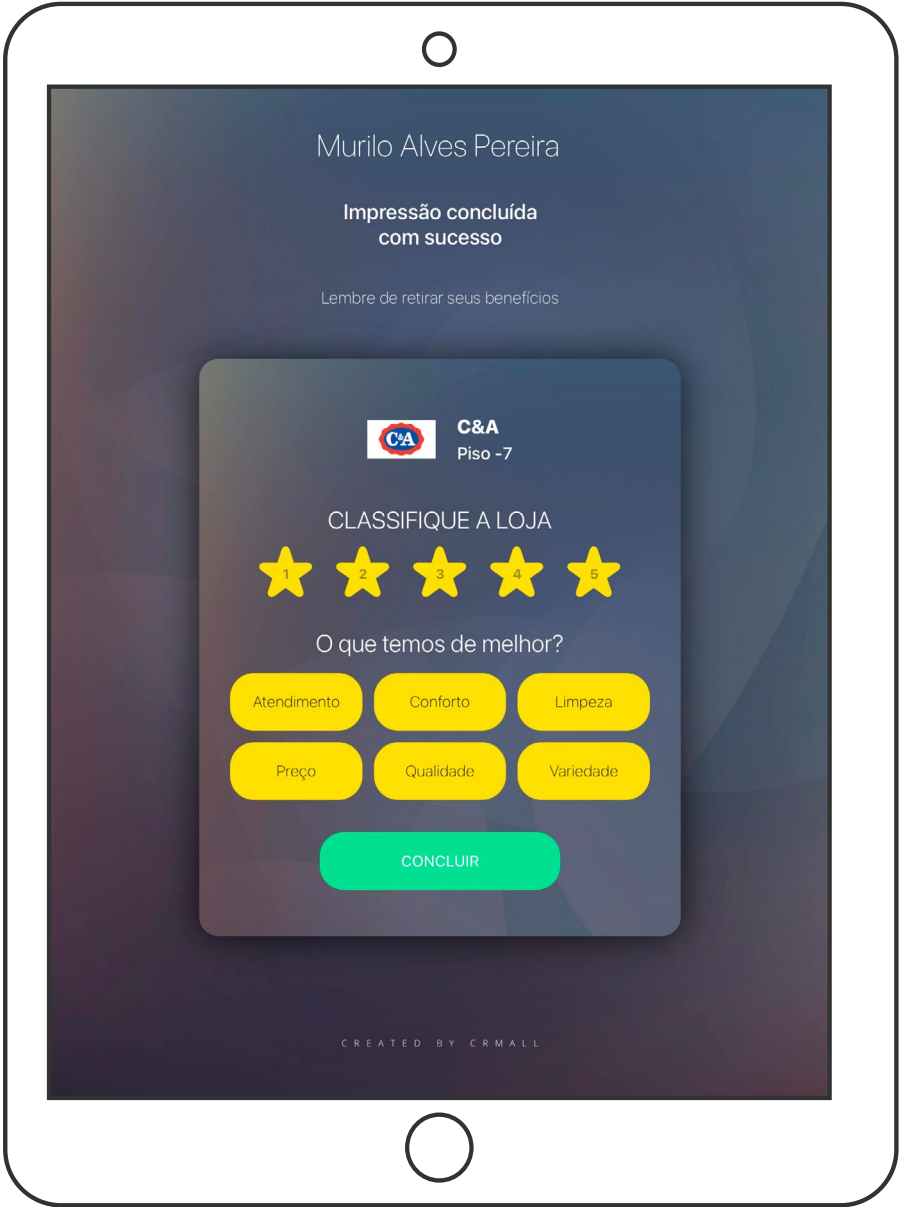 Murilo Alves Pereira
Impressão concluída
com sucesso
Lembre de retirar seus benefícios
C&A
C&A
Piso -7
CLASSIFIQUE A LOJA
1 2 3 4 5
O que temos de melhor?
Atendimento Conforto Limpeza
Preço Qualidade Variedade
CONCLUIR
CREATED BY CRMALL